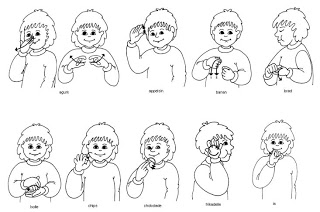 agurk appelsin banan brød
bolle chips chokolade frikadelle is